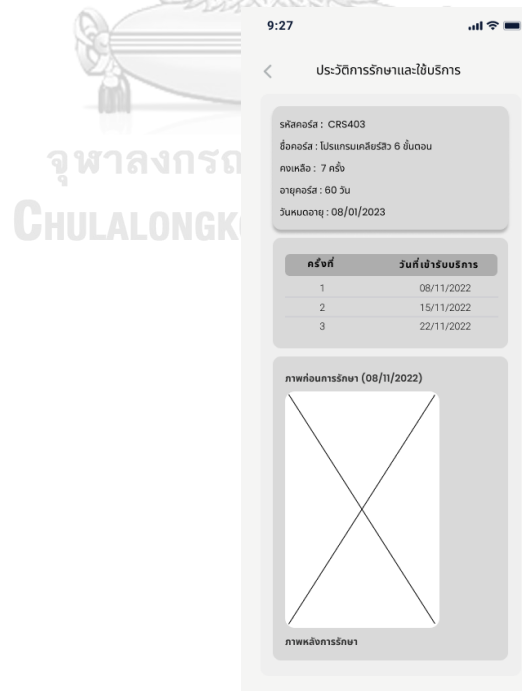 9:27
ประวัติการรักษาและใช้บริการ
รหัสคอร์ส : CRS403
ชื่อคอร์ส : โปรแกรมเคลียร์สิว 6 ขั้นตอน
คงเหลือ : 7 ครั้ง
อายุคอร์ส : 60 วัน
วันหมดอายุ : 08/01/2023
ครั้งที่ วันที่เข้ารับบริการ
1 08/11/2022
2 15/11/2022
3 22/11/2022
ภาพก่อนการรักษา (08/11/2022)
ภาพหลังการรักษา
จุฬาลงกรณ
CHULALONGK